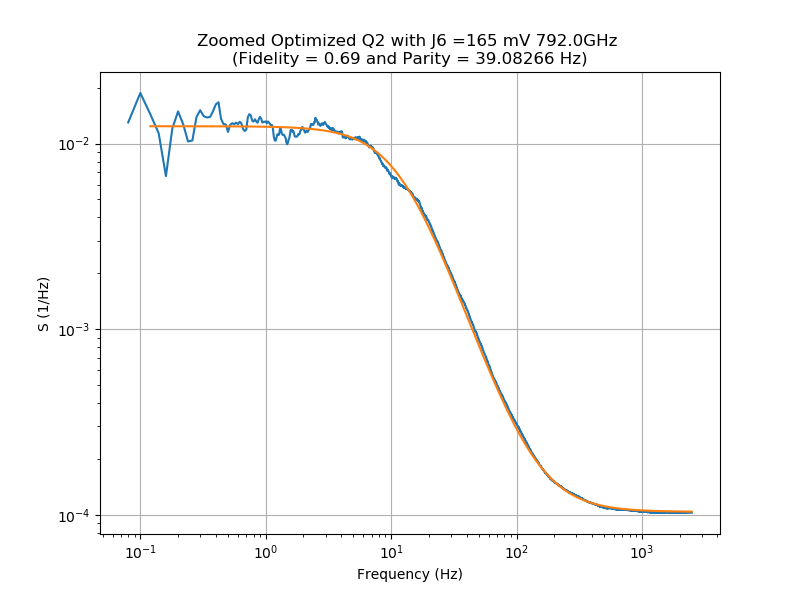 Zoomed Optimized Q2 with J6 =165 mV 792.0GHz
(Fidelity = 0.69 and Parity = 39.08266 Hz)
S (1/Hz)
10⁻²
10⁻³
10⁻⁴
10⁻¹ 10⁰ 10¹ 10² 10³
Frequency (Hz)